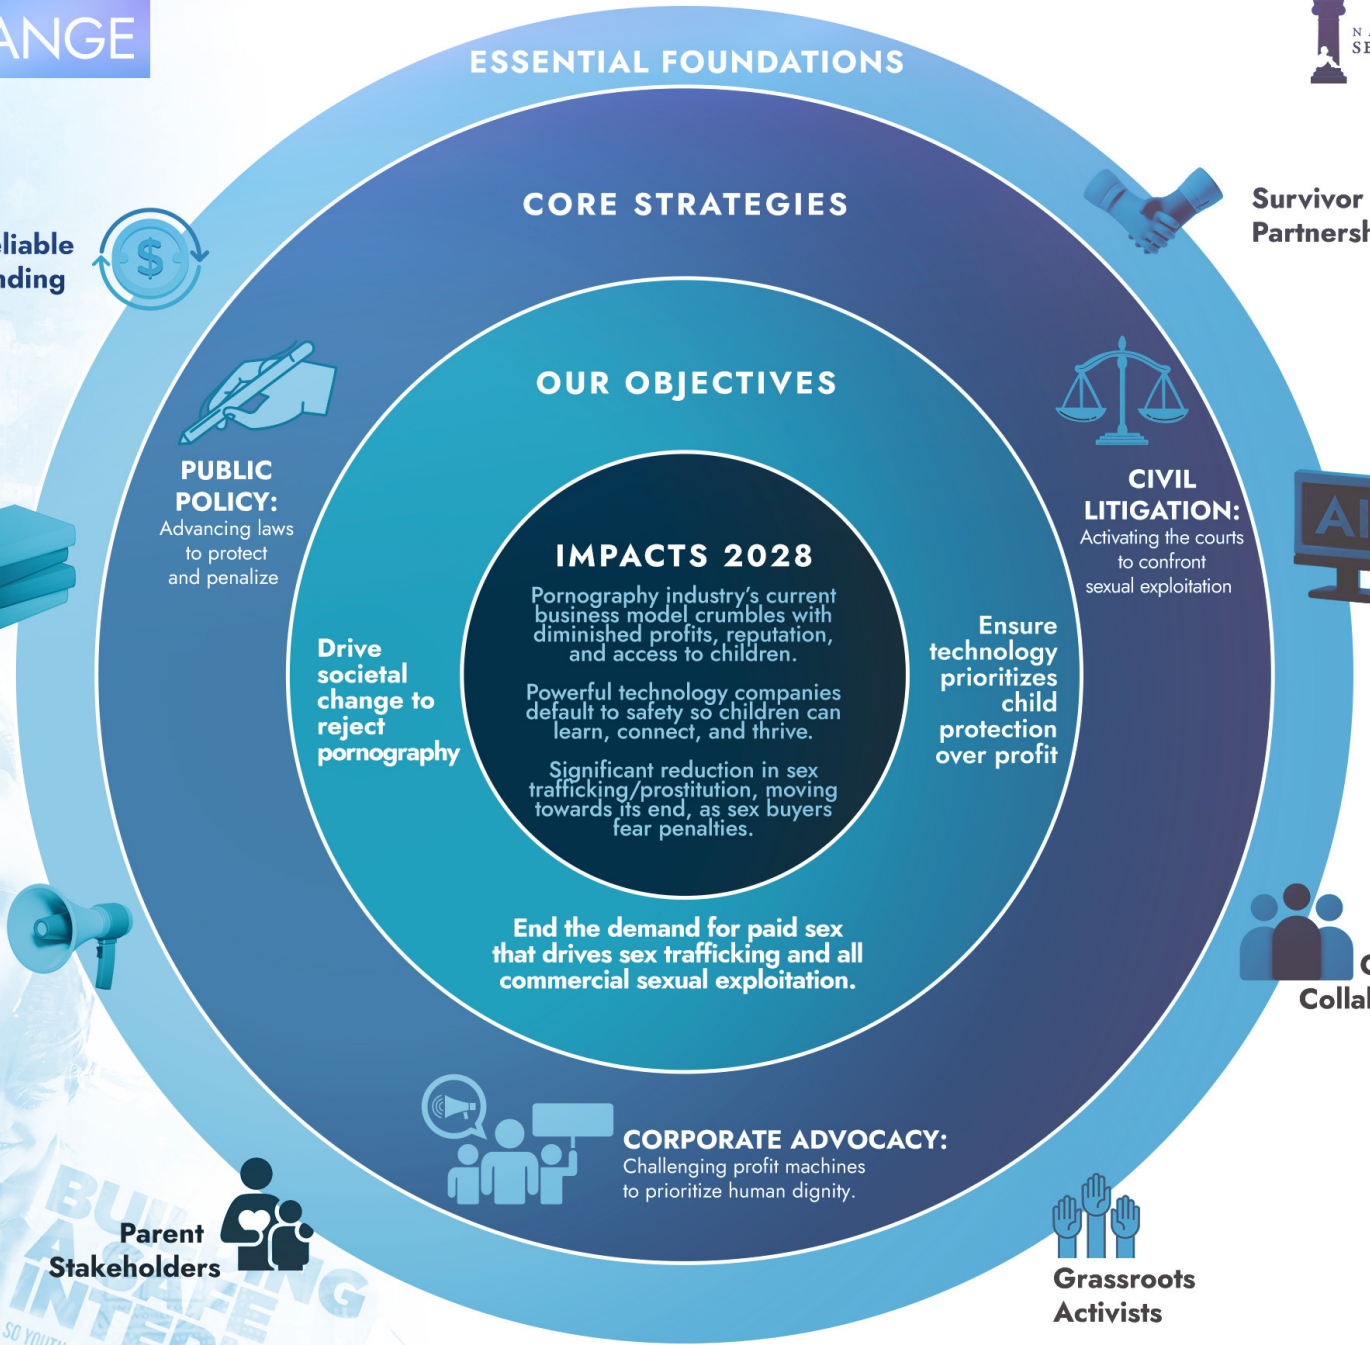 ANGE
ESSENTIAL FOUNDATIONS
CORE STRATEGIES
OUR OBJECTIVES
Survivor
Partnersh
eliable
nding
PUBLIC
POLICY:
Advancing laws
to protect
and penalize
CIVIL
LITIGATION:
Activating the courts
to confront
sexual exploitation
AI
IMPACTS 2028
Pornography industry's current
business model crumbles with
diminished profits, reputation,
and access to children.
Powerful technology companies
default to safety so children can
learn, connect, and thrive.
Significant reduction in sex
trafficking/prostitution, moving
towards its end, as sex buyers
fear penalties.
Drive
societal
change to
reject
pornography
Ensure
technology
prioritizes
child
protection
over profit
End the demand for paid sex
that drives sex trafficking and all
commercial sexual exploitation.
Collal
CORPORATE ADVOCACY:
Challenging profit machines
to prioritize human dignity.
Parent
Stakeholders
Grassroots
Activists
A SAFE
SO YOUTH